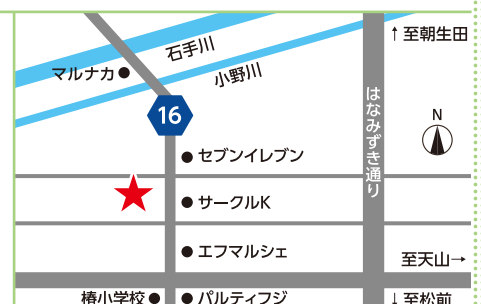 ↑至朝生田
石手川
マルナカ●
小野川
16
はなみずき通り
N
●セブンイレブン
●サークルK
●エフマルシェ
至天山→
椿小学校●
●パルティフジ
↓至松前